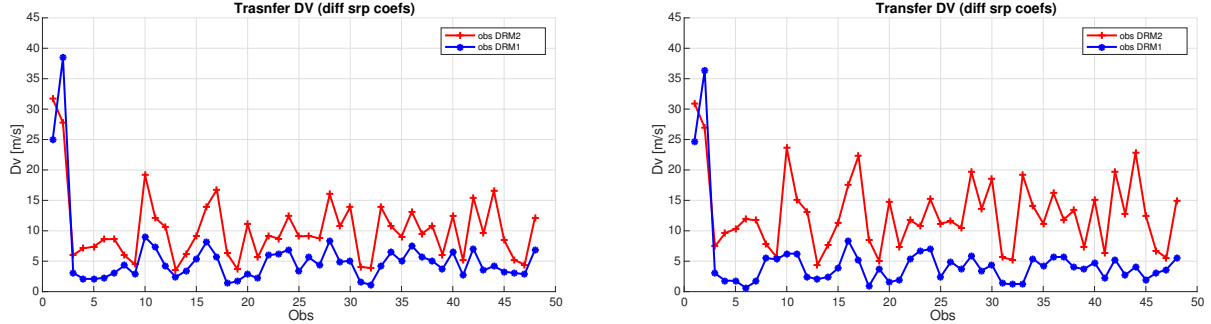 Trasnfer DV (diff srp coefs)
45
40
35
30
25
20
15
10
5
0
Dv [m/s]
obs DRM2
obs DRM1
0 5 10 15 20 25 30 35 40 45 50
Obs
Transfer DV (diff srp coefs)
45
40
35
30
25
20
15
10
5
0
Dv [m/s]
obs DRM2
obs DRM1
0 5 10 15 20 25 30 35 40 45 50
Obs